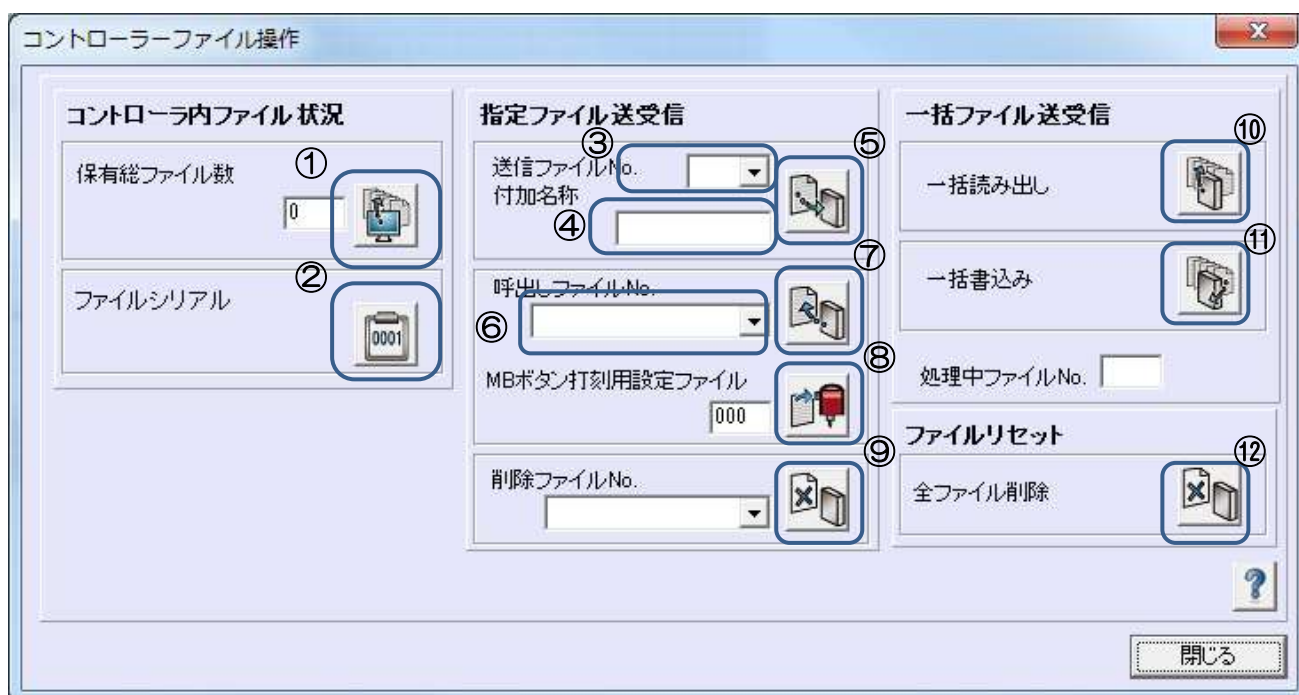 コントローラーファイル操作
コントローラ内ファイル状況
保有総ファイル数
①
0
②
ファイルシリアル
0001
指定ファイル送受信
③
送信ファイルNo.
付加名称
④
⑤
呼出しファイルNo.
⑥
⑦
MBボタン打刻用設定ファイル
000
⑧
削除ファイルNo.
⑨
一括ファイル送受信
⑩
一括読み出し
⑪
一括書込み
処理中ファイルNo.
ファイルリセット
⑫
全ファイル削除
?
閉じる